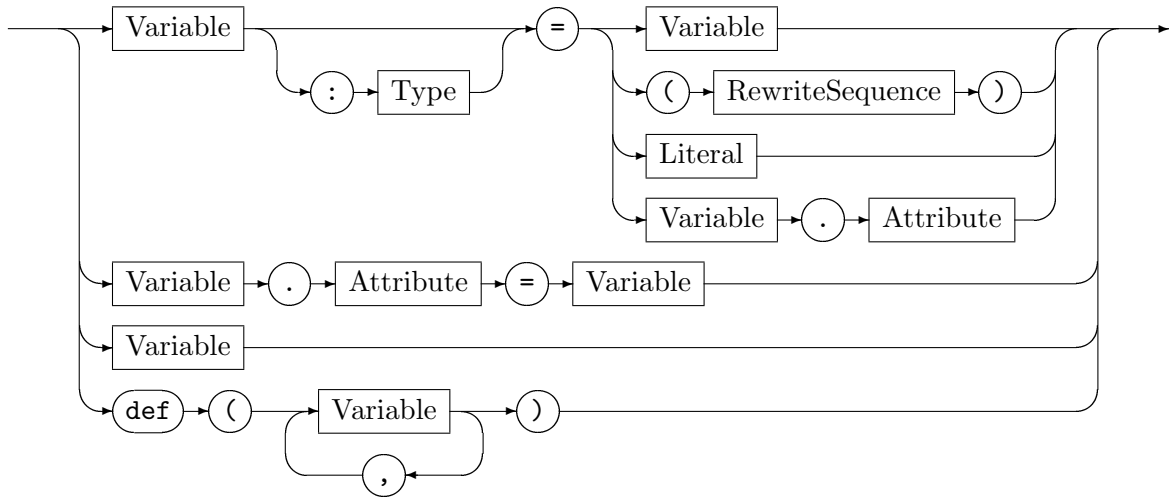 Variable = Variable
: Type ( RewriteSequence )
Literal
Variable . Attribute
Variable . Attribute = Variable
Variable
def ( Variable )
,